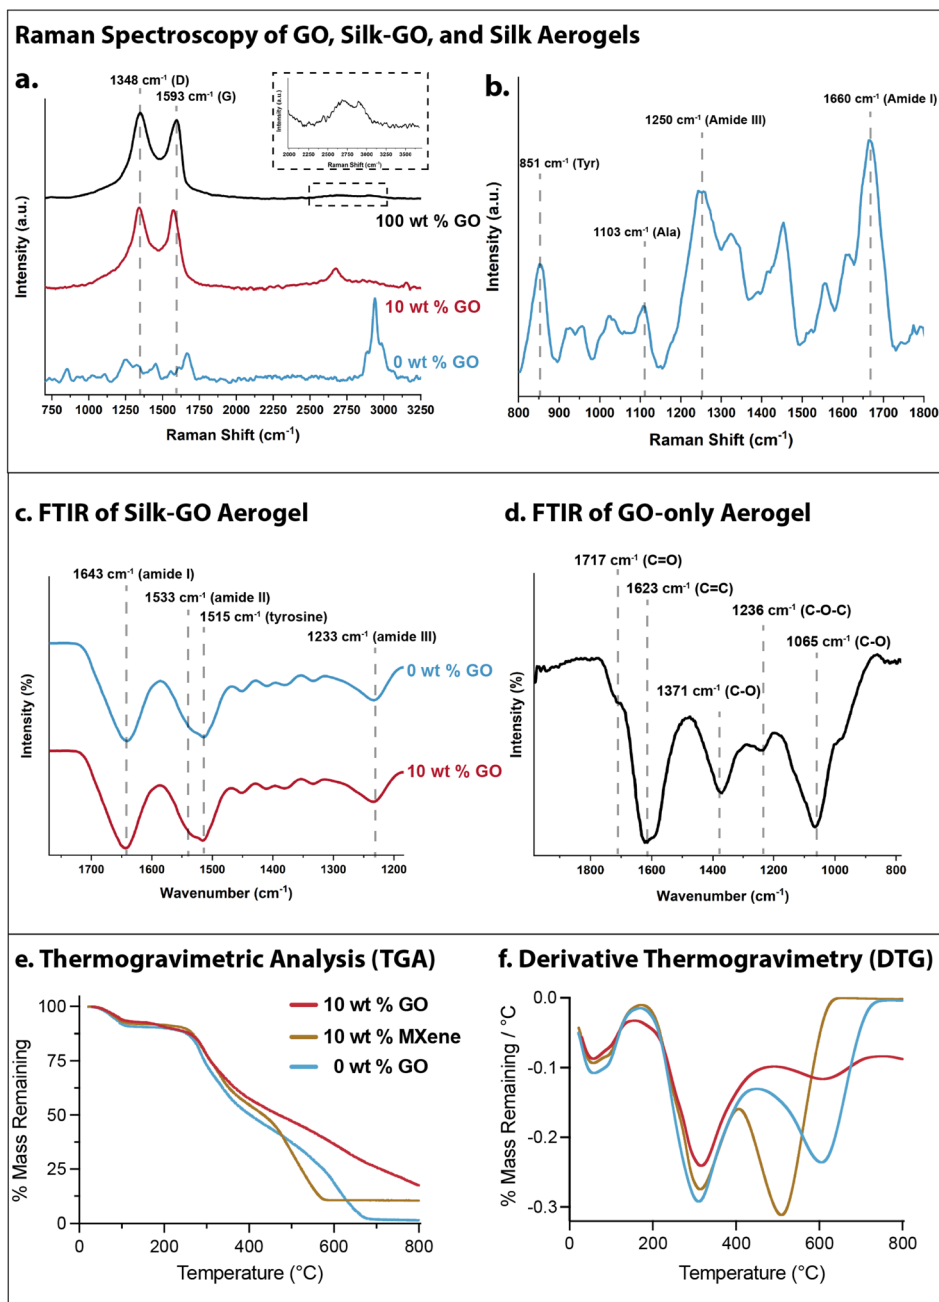 Raman Spectroscopy of GO, Silk-GO, and Silk Aerogels
a.
1348 cm⁻¹ (D)
1593 cm⁻¹ (G)
Intensity (a.u.)
2000 2250 2500 2750 3000 3250
Raman Shift (cm⁻¹)
100 wt % GO
10 wt % GO
0 wt % GO
Intensity (a.u.)
750 1000 1250 1500 1750 2000 2250 2500 2750 3000 3250
Raman Shift (cm⁻¹)
b.
1660 cm⁻¹ (Amide I)
1250 cm⁻¹ (Amide III)
851 cm⁻¹ (Tyr)
1103 cm⁻¹ (Ala)
Intensity (a.u.)
800 900 1000 1100 1200 1300 1400 1500 1600 1700 1800
Raman Shift (cm⁻¹)
c. FTIR of Silk-GO Aerogel
1643 cm⁻¹ (amide I)
1533 cm⁻¹ (amide II)
1515 cm⁻¹ (tyrosine)
1233 cm⁻¹ (amide III)
0 wt % GO
10 wt % GO
Intensity (%)
1700 1600 1500 1400 1300 1200
Wavenumber (cm⁻¹)
d. FTIR of GO-only Aerogel
1717 cm⁻¹ (C=O)
1623 cm⁻¹ (C=C)
1236 cm⁻¹ (C-O-C)
1065 cm⁻¹ (C-O)
1371 cm⁻¹ (C-O)
Intensity (%)
1800 1600 1400 1200 1000 800
Wavenumber (cm⁻¹)
e. Thermogravimetric Analysis (TGA)
10 wt % GO
10 wt % MXene
0 wt % GO
% Mass Remaining
100
75
50
25
0
0 200 400 600 800
Temperature (°C)
f. Derivative Thermogravimetry (DTG)
% Mass Remaining / °C
0.0
-0.1
-0.2
-0.3
0 200 400 600 800
Temperature (°C)